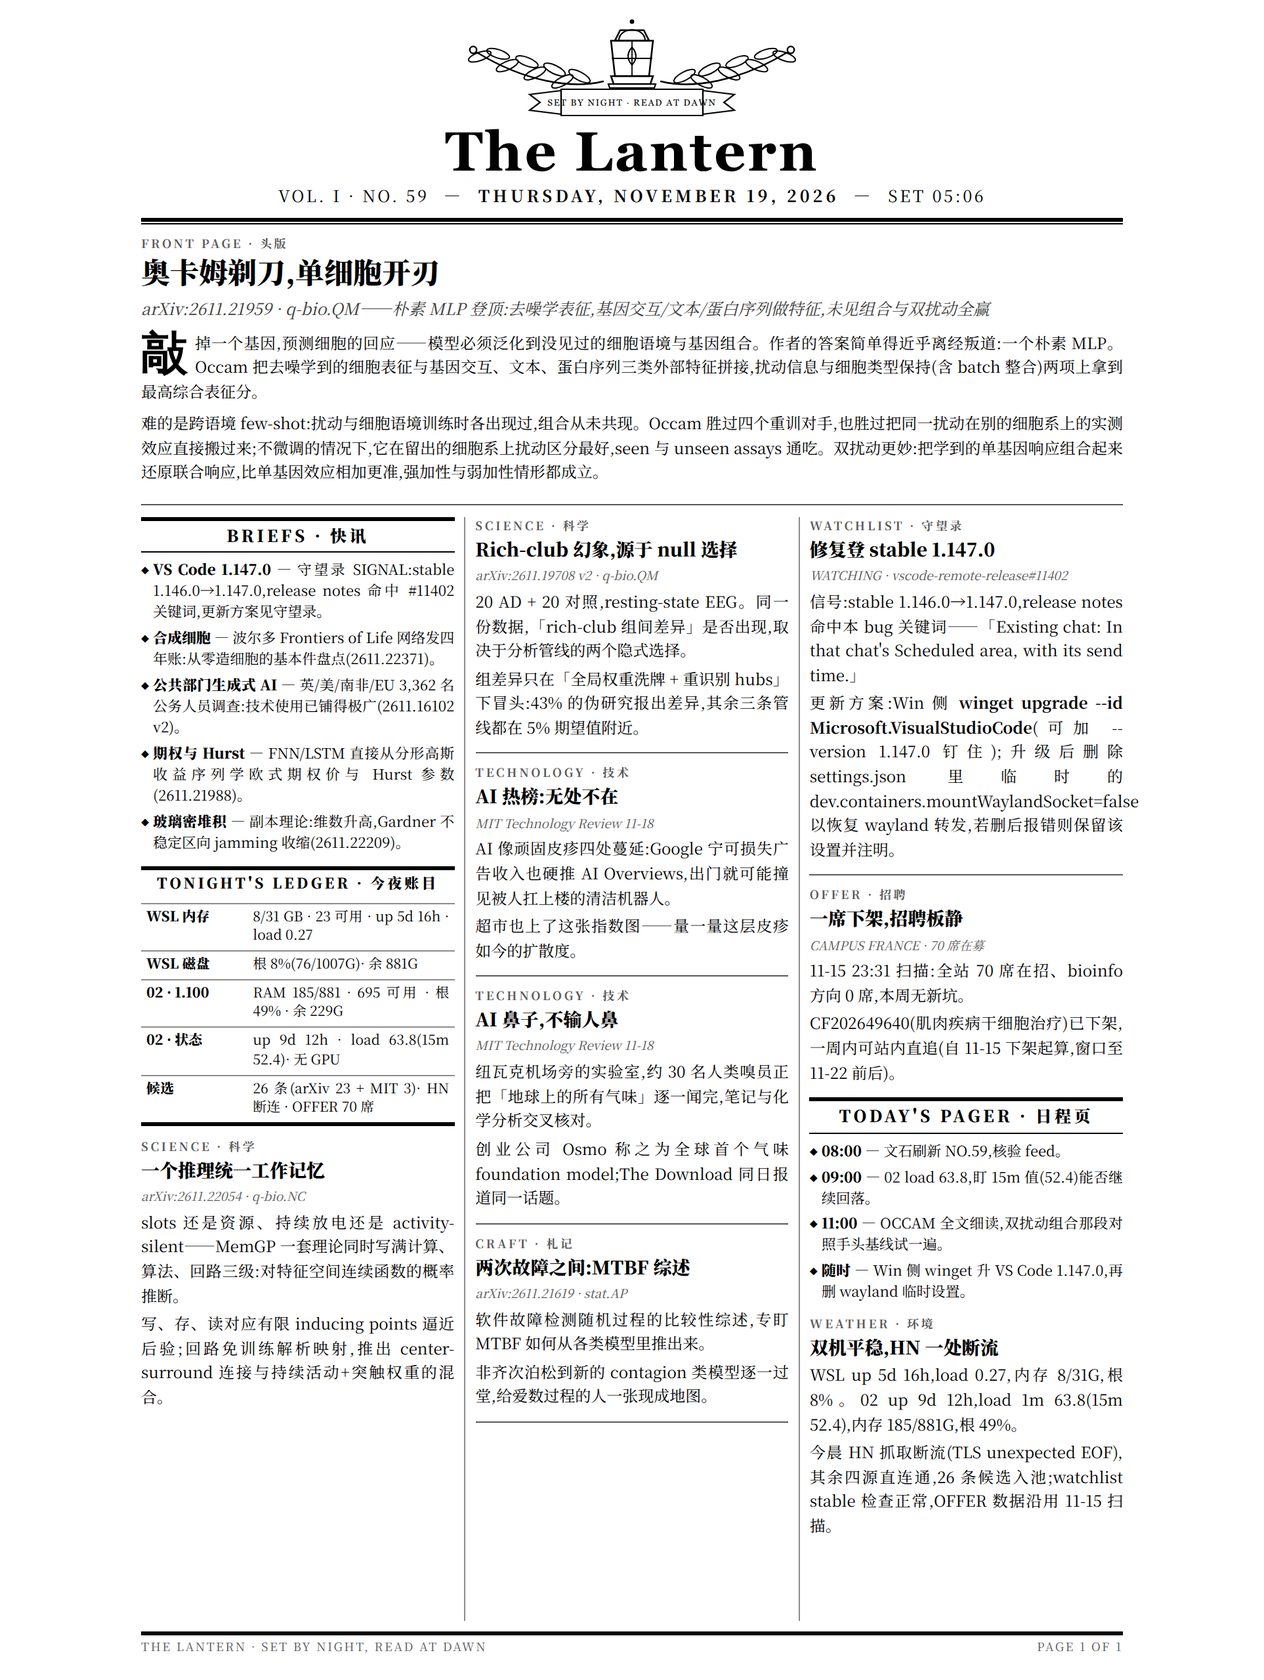 SET BY NIGHT · READ AT DAWN
The Lantern
VOL. I · NO. 59 — THURSDAY, NOVEMBER 19, 2026 — SET 05:06
FRONT PAGE · 头版
奥卡姆剃刀,单细胞开刃
arXiv:2611.21959 · q-bio.QM——朴素 MLP 登顶:去噪学表征,基因交互/文本/蛋白序列做特征,未见组合与双扰动全赢
敲掉一个基因,预测细胞的回应——模型必须泛化到没见过的细胞语境与基因组合。作者的答案简单得近乎离经叛道:一个朴素 MLP。
Occam 把去噪学到的细胞表征与基因交互、文本、蛋白序列三类外部特征拼接,扰动信息与细胞类型保持(含 batch 整合)两项上拿到
最高综合表征分。
难的是跨语境 few-shot:扰动与细胞语境训练时各出现过,组合从未共现。Occam 胜过四个重训对手,也胜过把同一扰动在别的细胞系上的实测
效应直接搬过来;不微调的情况下,它在留出的细胞系上扰动区分最好,seen 与 unseen assays 通吃。双扰动更妙:把学到的单基因响应组合起来
还原联合响应,比单基因效应相加更准,强加性与弱加性情形都成立。
BRIEFS · 快讯
◆ VS Code 1.147.0 — 守望录 SIGNAL:stable
1.146.0→1.147.0,release notes 命中 #11402
关键词,更新方案见守望录。
◆ 合成细胞 — 波尔多 Frontiers of Life 网络发四
年账:从零造细胞的基本件盘点(2611.22371)。
◆ 公共部门生成式 AI — 英/美/南非/EU 3,362 名
公务人员调查:技术使用已铺得极广(2611.16102
v2)。
◆ 期权与 Hurst — FNN/LSTM 直接从分形高斯
收益序列学欧式期权价与 Hurst 参数
(2611.21988)。
◆ 玻璃密堆积 — 副本理论:维数升高,Gardner 不
稳定区向 jamming 收缩(2611.22209)。
TONIGHT'S LEDGER · 今夜账目
WSL 内存 8/31 GB · 23 可用 · up 5d 16h ·
load 0.27
WSL 磁盘 根 8%(76/1007G)· 余 881G
02 · 1.100 RAM 185/881 · 695 可用 · 根
49% · 余 229G
02 · 状态 up 9d 12h · load 63.8(15m
52.4)· 无 GPU
候选 26 条(arXiv 23 + MIT 3)· HN
断连 · OFFER 70 席
SCIENCE · 科学
一个推理统一工作记忆
arXiv:2611.22054 · q-bio.NC
slots 还是资源、持续放电还是 activity-
silent——MemGP 一套理论同时写满计算、
算法、回路三级:对特征空间连续函数的概率
推断。
写、存、读对应有限 inducing points 逼近
后验;回路免训练解析映射,推出 center-
surround 连接与持续活动+突触权重的混
合。
SCIENCE · 科学
Rich-club 幻象,源于 null 选择
arXiv:2611.19708 v2 · q-bio.QM
20 AD + 20 对照,resting-state EEG。同一
份数据,「rich-club 组间差异」是否出现,取
决于分析管线的两个隐式选择。
组差异只在「全局权重洗牌 + 重识别 hubs」
下冒头:43% 的伪研究报出差异,其余三条管
线都在 5% 期望值附近。
TECHNOLOGY · 技术
AI 热榜:无处不在
MIT Technology Review 11-18
AI 像顽固皮疹四处蔓延:Google 宁可损失广
告收入也硬推 AI Overviews,出门就可能撞
见被人扛上楼的清洁机器人。
超市也上了这张指数图——量一量这层皮疹
如今的扩散度。
TECHNOLOGY · 技术
AI 鼻子,不输人鼻
MIT Technology Review 11-18
纽瓦克机场旁的实验室,约 30 名人类嗅员正
把「地球上的所有气味」逐一闻完,笔记与化
学分析交叉核对。
创业公司 Osmo 称之为全球首个气味
foundation model;The Download 同日报
道同一话题。
CRAFT · 札记
两次故障之间:MTBF 综述
arXiv:2611.21619 · stat.AP
软件故障检测随机过程的比较性综述,专盯
MTBF 如何从各类模型里推出来。
非齐次泊松到新的 contagion 类模型逐一过
堂,给爱数过程的人一张现成地图。
WATCHLIST · 守望录
修复登 stable 1.147.0
WATCHING · vscode-remote-release#11402
信号:stable 1.146.0→1.147.0,release notes
命中本 bug 关键词——「Existing chat: In
that chat's Scheduled area, with its send
time.」
更新方案:Win 侧 winget upgrade --id
Microsoft.VisualStudioCode(可加 --
version 1.147.0 钉住);升级后删除
settings.json 里临时的
dev.containers.mountWaylandSocket=false
以恢复 wayland 转发,若删后报错则保留该
设置并注明。
OFFER · 招聘
一席下架,招聘板静
CAMPUS FRANCE · 70 席在募
11-15 23:31 扫描:全站 70 席在招、bioinfo
方向 0 席,本周无新坑。
CF202649640(肌肉疾病干细胞治疗)已下架,
一周内可站内直追(自 11-15 下架起算,窗口至
11-22 前后)。
TODAY'S PAGER · 日程页
◆ 08:00 — 文石刷新 NO.59,核验 feed。
◆ 09:00 — 02 load 63.8,盯 15m 值(52.4)能否继
续回落。
◆ 11:00 — OCCAM 全文细读,双扰动组合那段对
照手头基线试一遍。
◆ 随时 — Win 侧 winget 升 VS Code 1.147.0,再
删 wayland 临时设置。
WEATHER · 环境
双机平稳,HN 一处断流
WSL up 5d 16h,load 0.27,内存 8/31G,根
8%。02 up 9d 12h,load 1m 63.8(15m
52.4),内存 185/881G,根 49%。
今晨 HN 抓取断流(TLS unexpected EOF),
其余四源直连通,26 条候选入池;watchlist
stable 检查正常,OFFER 数据沿用 11-15 扫
描。
THE LANTERN · SET BY NIGHT, READ AT DAWN
PAGE 1 OF 1